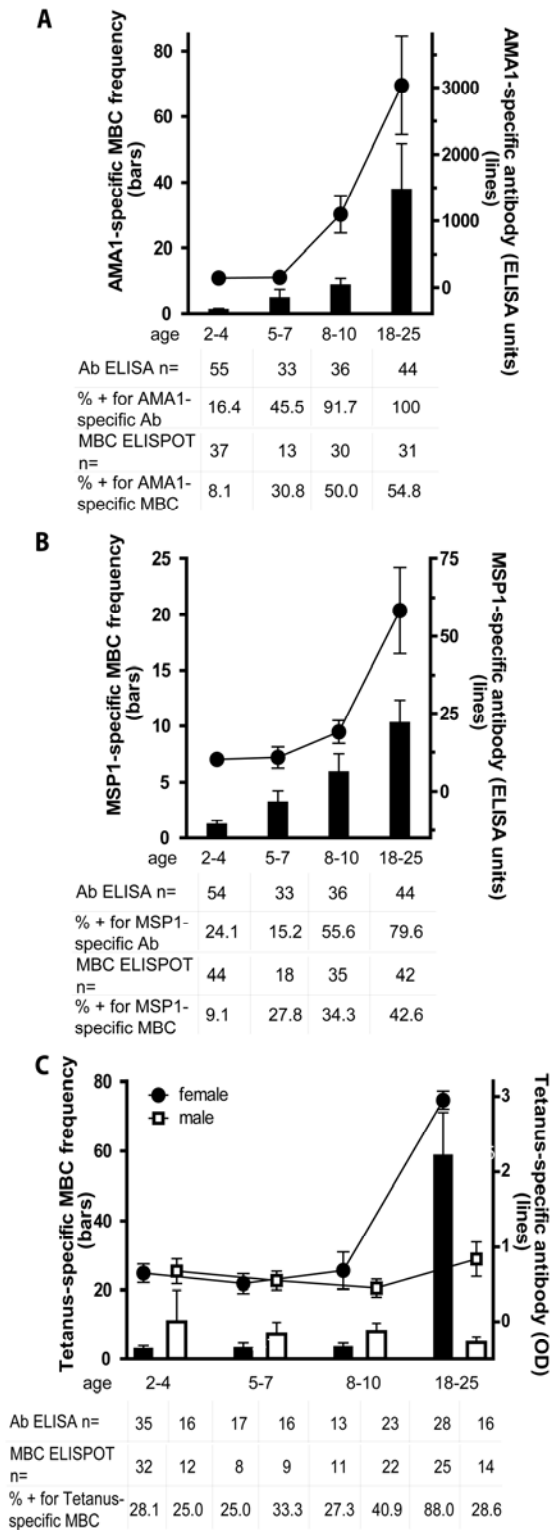 A
AMA1-specific MBC frequency
(bars)
80
60
40
20
0
AMA1-specific antibody (ELISA units)
(lines)
3000
2000
1000
0
age 2-4 5-7 8-10 18-25
Ab ELISA n= 55 33 36 44
% + for AMA1-
specific Ab 16.4 45.5 91.7 100
MBC ELISPOT
n= 37 13 30 31
% + for AMA1-
specific MBC 8.1 30.8 50.0 54.8
B
MSP1-specific MBC frequency
(bars)
25
20
15
10
5
0
MSP1-specific antibody (ELISA units)
(lines)
75
50
25
0
age 2-4 5-7 8-10 18-25
Ab ELISA n= 54 33 36 44
% + for MSP1-
specific Ab 24.1 15.2 55.6 79.6
MBC ELISPOT
n= 44 18 35 42
% + for MSP1-
specific MBC 9.1 27.8 34.3 42.6
C
Tetanus-specific MBC frequency
(bars)
80
60
40
20
0
female
male
Tetanus-specific antibody (OD)
(lines)
3
2
1
0
age 2-4 5-7 8-10 18-25
Ab ELISA n= 35 16 17 16 13 23 28 16
MBC ELISPOT
n= 32 12 8 9 11 22 25 14
% + for Tetanus-
specific MBC 28.1 25.0 25.0 33.3 27.3 40.9 88.0 28.6